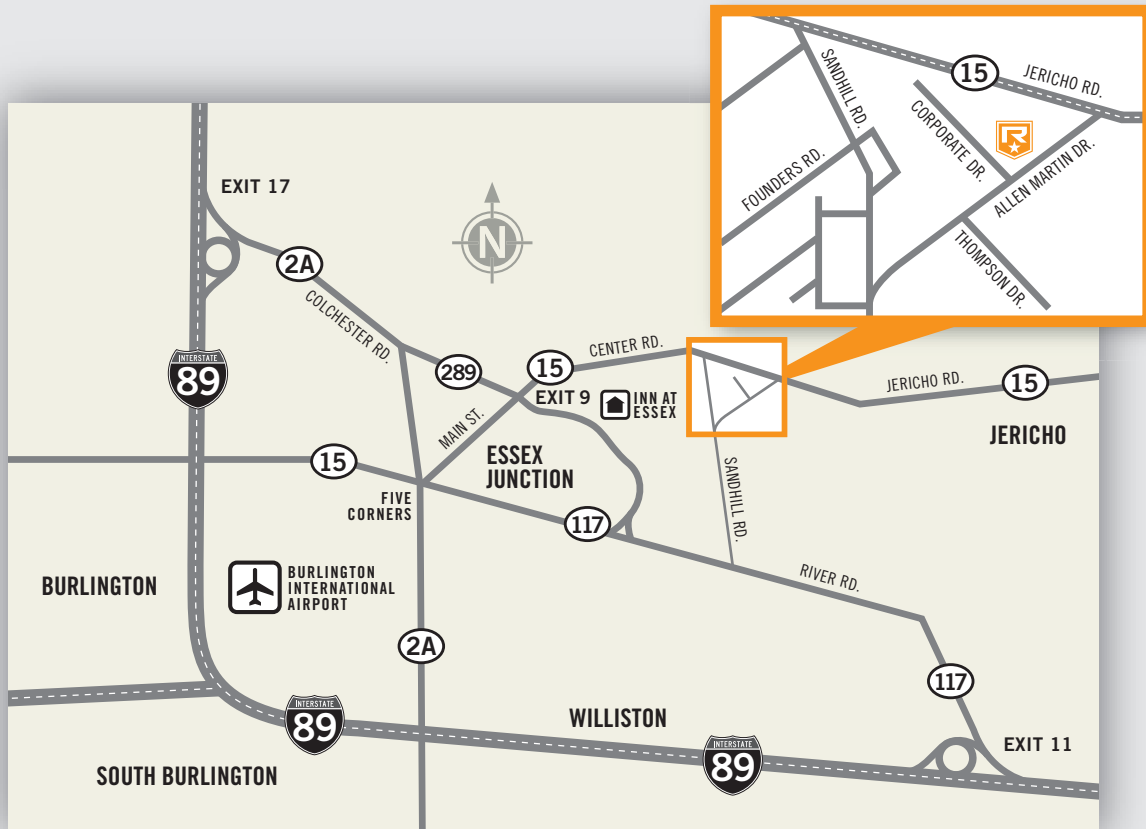 SANDHILL RD.
15
JERICHO RD.
CORPORATE DR.
R
FOUNDERS RD.
ALLEN MARTIN DR.
THOMPSON DR.
EXIT 17
N
2A
COLCHESTER RD.
INTERSTATE
89
289
15
CENTER RD.
EXIT 9
INN AT
ESSEX
JERICHO RD.
15
MAIN ST.
JERICHO
ESSEX
JUNCTION
15
FIVE
CORNERS
117
SANDHILL RD.
BURLINGTON
BURLINGTON
INTERNATIONAL
AIRPORT
RIVER RD.
2A
117
INTERSTATE
89
WILLISTON
INTERSTATE
89
EXIT 11
SOUTH BURLINGTON